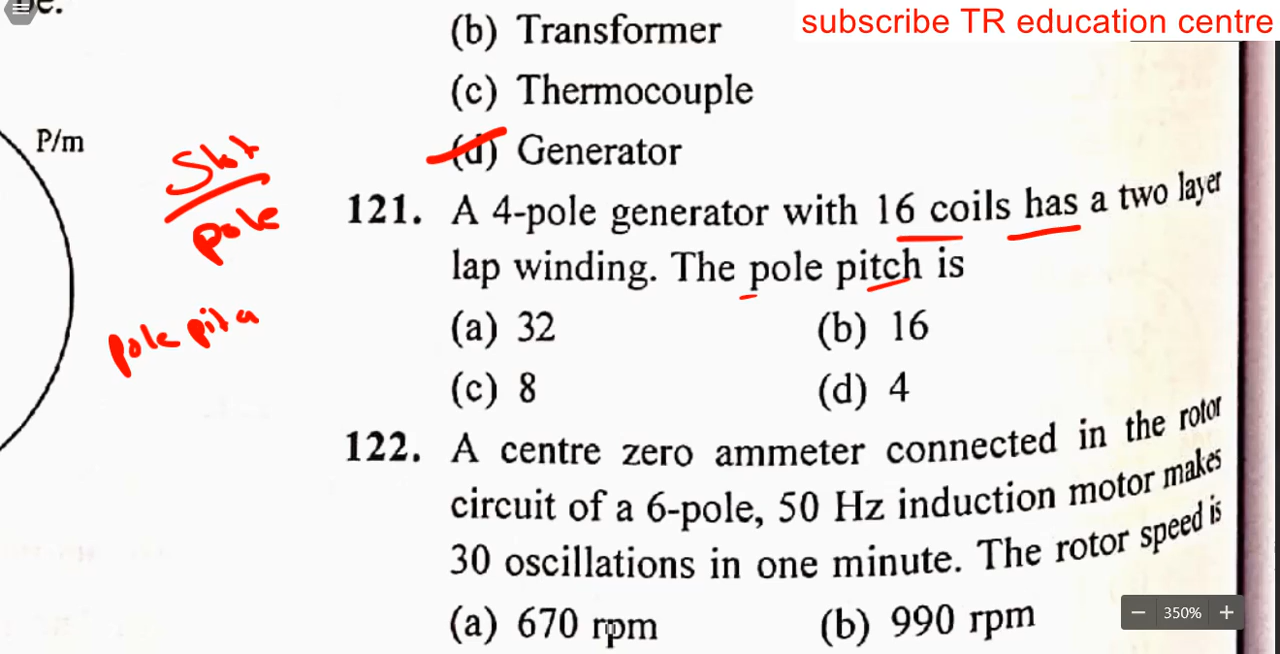 be.
(b) Transformer
subscribe TR education centre
(c) Thermocouple
P/m
(d) Generator
Slot
pole
121. A 4-pole generator with 16 coils has a two layer
lap winding. The pole pitch is
pole pit
(a) 32 (b) 16
(c) 8 (d) 4
122. A centre zero ammeter connected in the rotor
circuit of a 6-pole, 50 Hz induction motor makes
30 oscillations in one minute. The rotor speed is
(a) 670 rpm (b) 990 rpm
350%